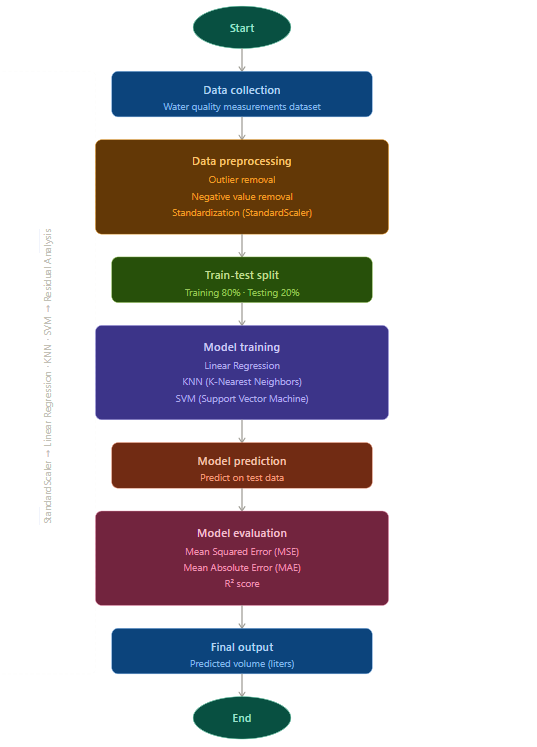 Start
Data collection
Water quality measurements dataset
Data preprocessing
Outlier removal
Negative value removal
Standardization (StandardScaler)
Train-test split
Training 80% · Testing 20%
Model training
Linear Regression
KNN (K-Nearest Neighbors)
SVM (Support Vector Machine)
Model prediction
Predict on test data
Model evaluation
Mean Squared Error (MSE)
Mean Absolute Error (MAE)
R² score
Final output
Predicted volume (liters)
End
StandardScaler → Linear Regression · KNN · SVM → Residual Analysis